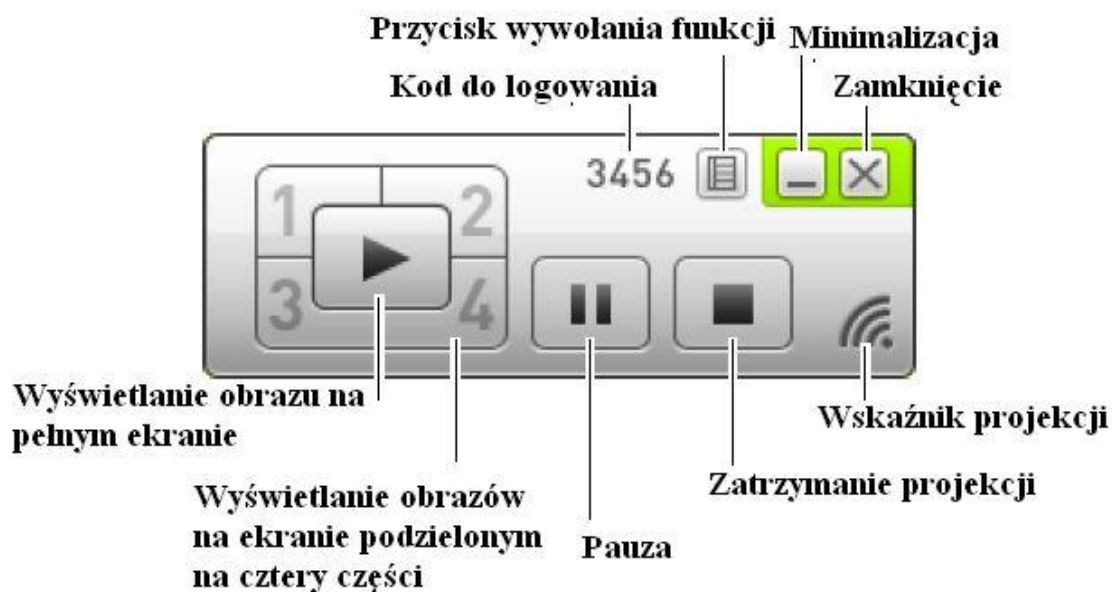 Przycisk wywołania funkcji
Minimalizacja
Kod do logowania
Zamknięcie
3456
1
2
3
4
Wyświetlanie obrazu na
pełnym ekranie
Wskaźnik projekcji
Wyświetlanie obrazów
na ekranie podzielonym
na cztery części
Pauza
Zatrzymanie projekcji